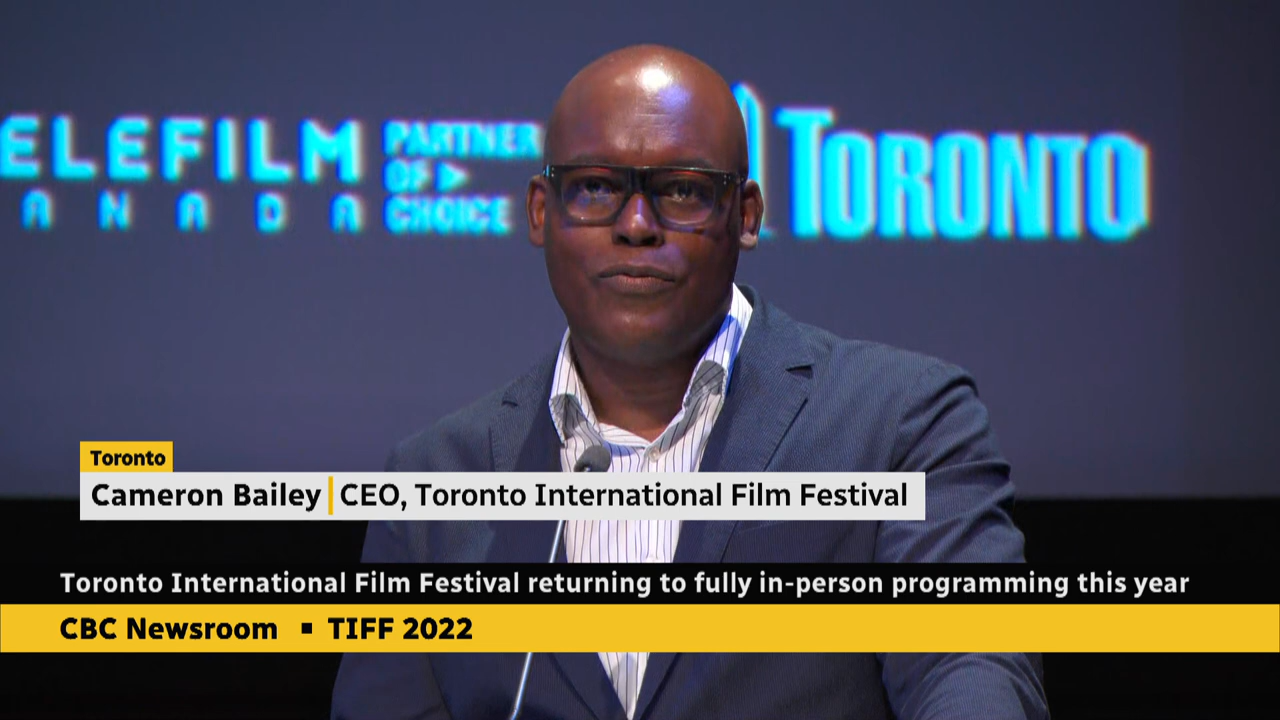 ELEFILM
ANADA
PARTNER
OF
CHOICE
TORONTO
Toronto
Cameron Bailey | CEO, Toronto International Film Festival
Toronto International Film Festival returning to fully in-person programming this year
CBC Newsroom ▪ TIFF 2022